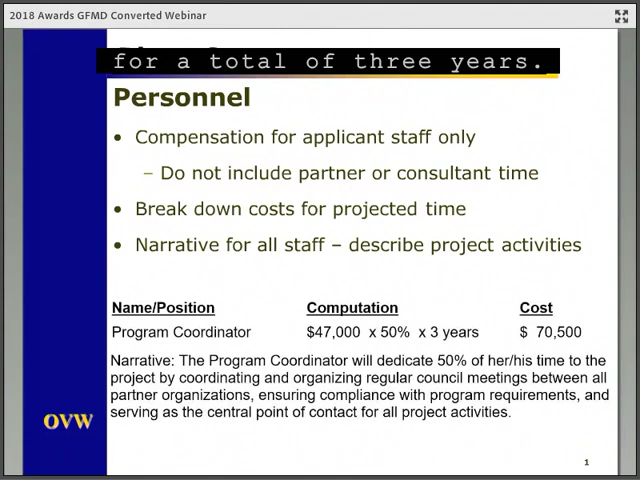 2018 Awards GFMD Converted Webinar
for a total of three years.
Personnel
• Compensation for applicant staff only
– Do not include partner or consultant time
• Break down costs for projected time
• Narrative for all staff – describe project activities
Name/Position Computation Cost
Program Coordinator $47,000 x 50% x 3 years $ 70,500
Narrative: The Program Coordinator will dedicate 50% of her/his time to the
project by coordinating and organizing regular council meetings between all
partner organizations, ensuring compliance with program requirements, and
serving as the central point of contact for all project activities.
OVW
1